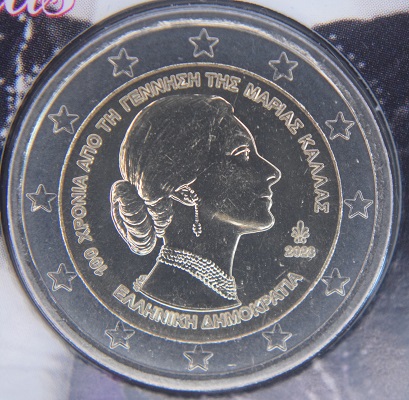 100 ΧΡΟΝΙΑ ΑΠΟ ΤΗ ΓΕΝΝΗΣΗ ΤΗΣ ΜΑΡΙΑΣ ΚΑΛΛΑΣ
2023
ΕΛΛΗΝΙΚΗ ΔΗΜΟΚΡΑΤΙΑ